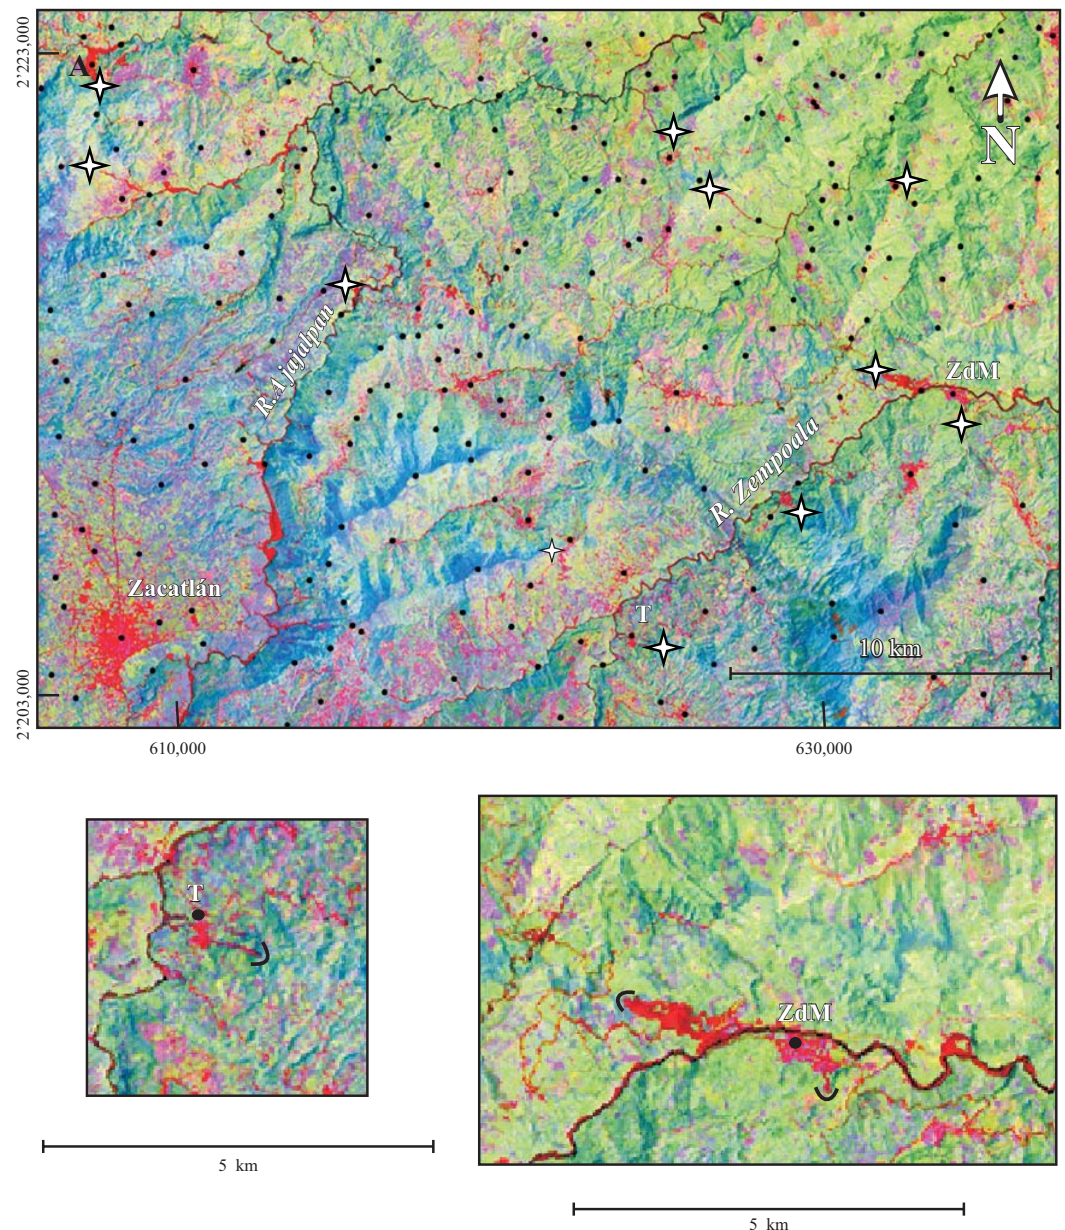 2'223,000
A
N
R. Ajajalpan
ZdM
R. Zempoala
Zacatlán
T
10 km
2'203,000
610,000
630,000
T
ZdM
5 km
5 km